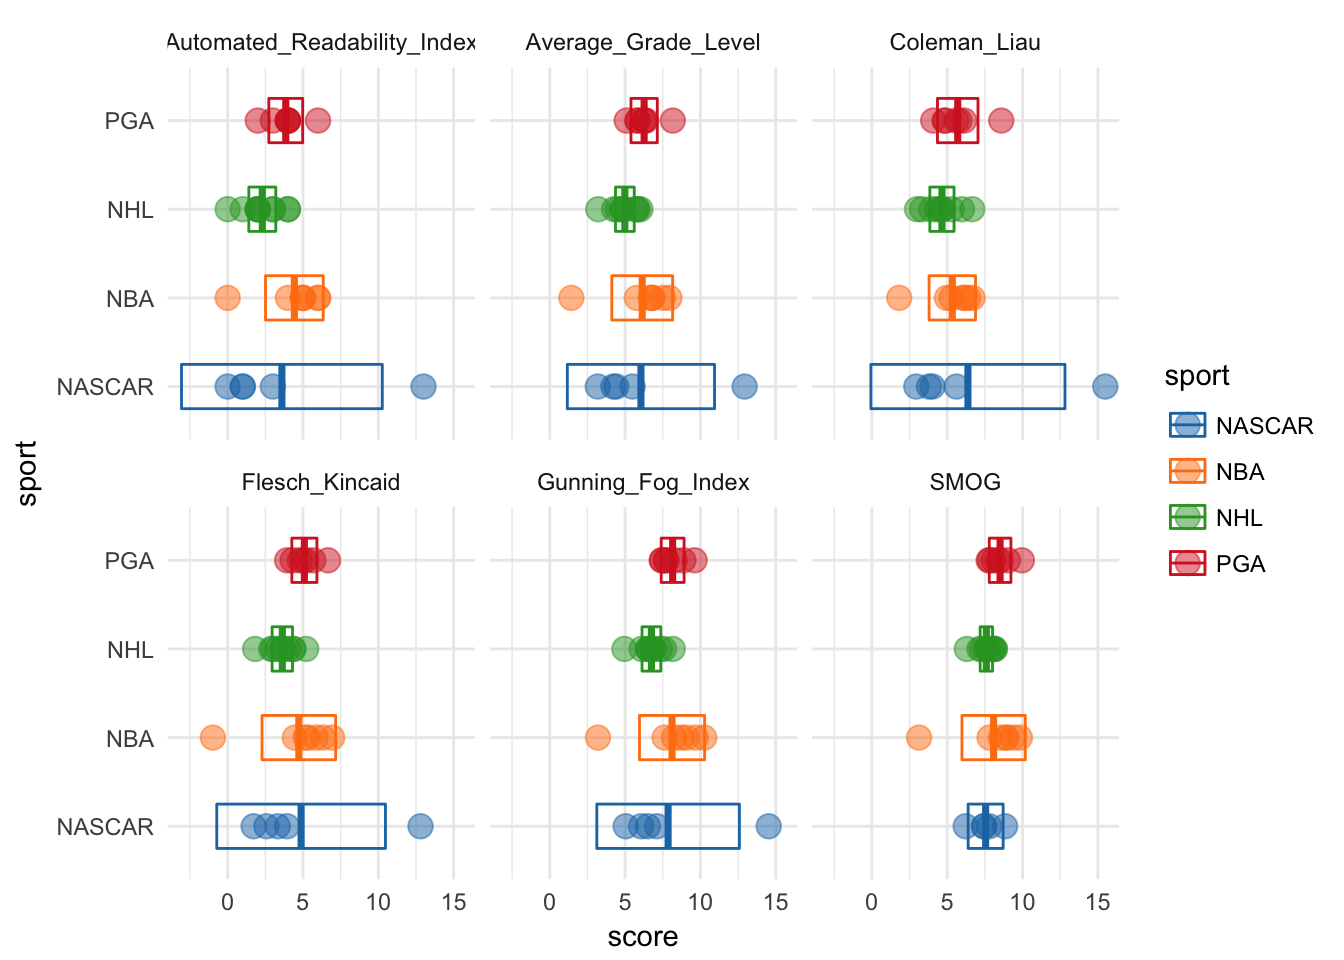 Automated_Readability_Index
Average_Grade_Level
Coleman_Liau
PGA
NHL
NBA
NASCAR
Flesch_Kincaid
Gunning_Fog_Index
SMOG
PGA
NHL
NBA
NASCAR
0 5 10 15
0 5 10 15
0 5 10 15
score
sport
sport
NASCAR
NBA
NHL
PGA